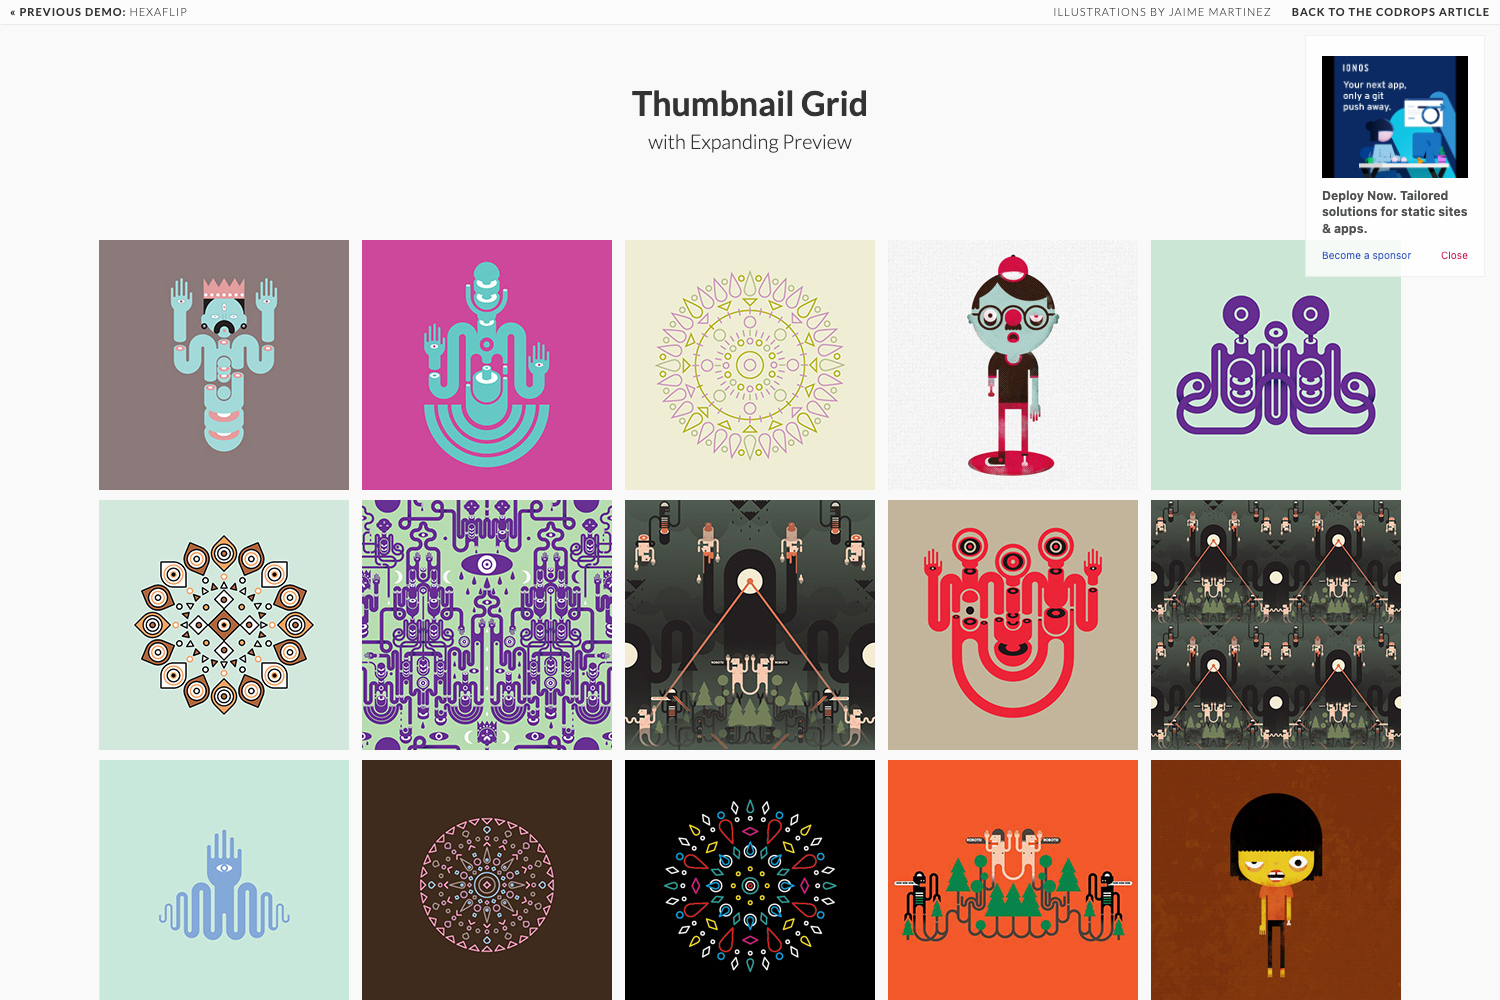 « PREVIOUS DEMO: HEXAFLIP
ILLUSTRATIONS BY JAIME MARTINEZ
BACK TO THE CODROPS ARTICLE
Thumbnail Grid
with Expanding Preview
IONOS
Your next app,
only a git
push away.
Deploy Now. Tailored
solutions for static sites
& apps.
Become a sponsor
Close